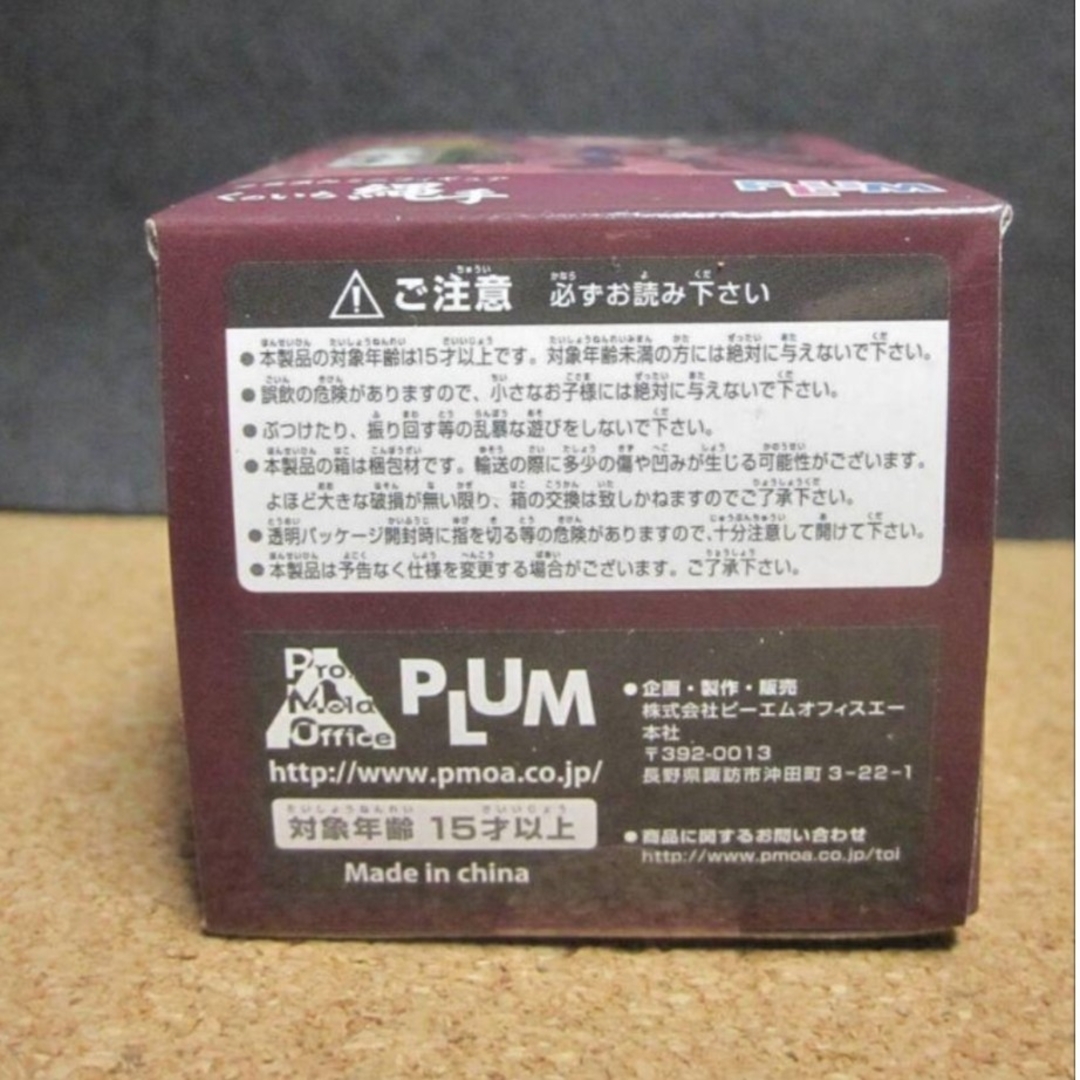 くのいち 縄手
PLUM
ご注意 必ずお読み下さい
●本製品の対象年齢は15才以上です。対象年齢未満の方には絶対に与えないで下さい。
●誤飲の危険がありますので、小さなお子様には絶対に与えないで下さい。
●ぶつけたり、振り回す等の乱暴な遊びをしないで下さい。
●本製品の箱は梱包材です。輸送の際に多少の傷や凹みが生じる可能性がございます。
よほど大きな破損が無い限り、箱の交換は致しかねますのでご了承下さい。
●透明パッケージ開封時に指を切る等の危険がありますので、十分注意して開けて下さい。
●本製品は予告なく仕様を変更する場合がございます。ご了承下さい。
Pro.
Mola
Office
PLUM
http://www.pmoa.co.jp/
対象年齢 15才以上
Made in china
●企画・製作・販売
株式会社ピーエムオフィスエー
本社
〒392-0013
長野県諏訪市沖田町3-22-1
●商品に関するお問い合わせ
http://www.pmoa.co.jp/toi